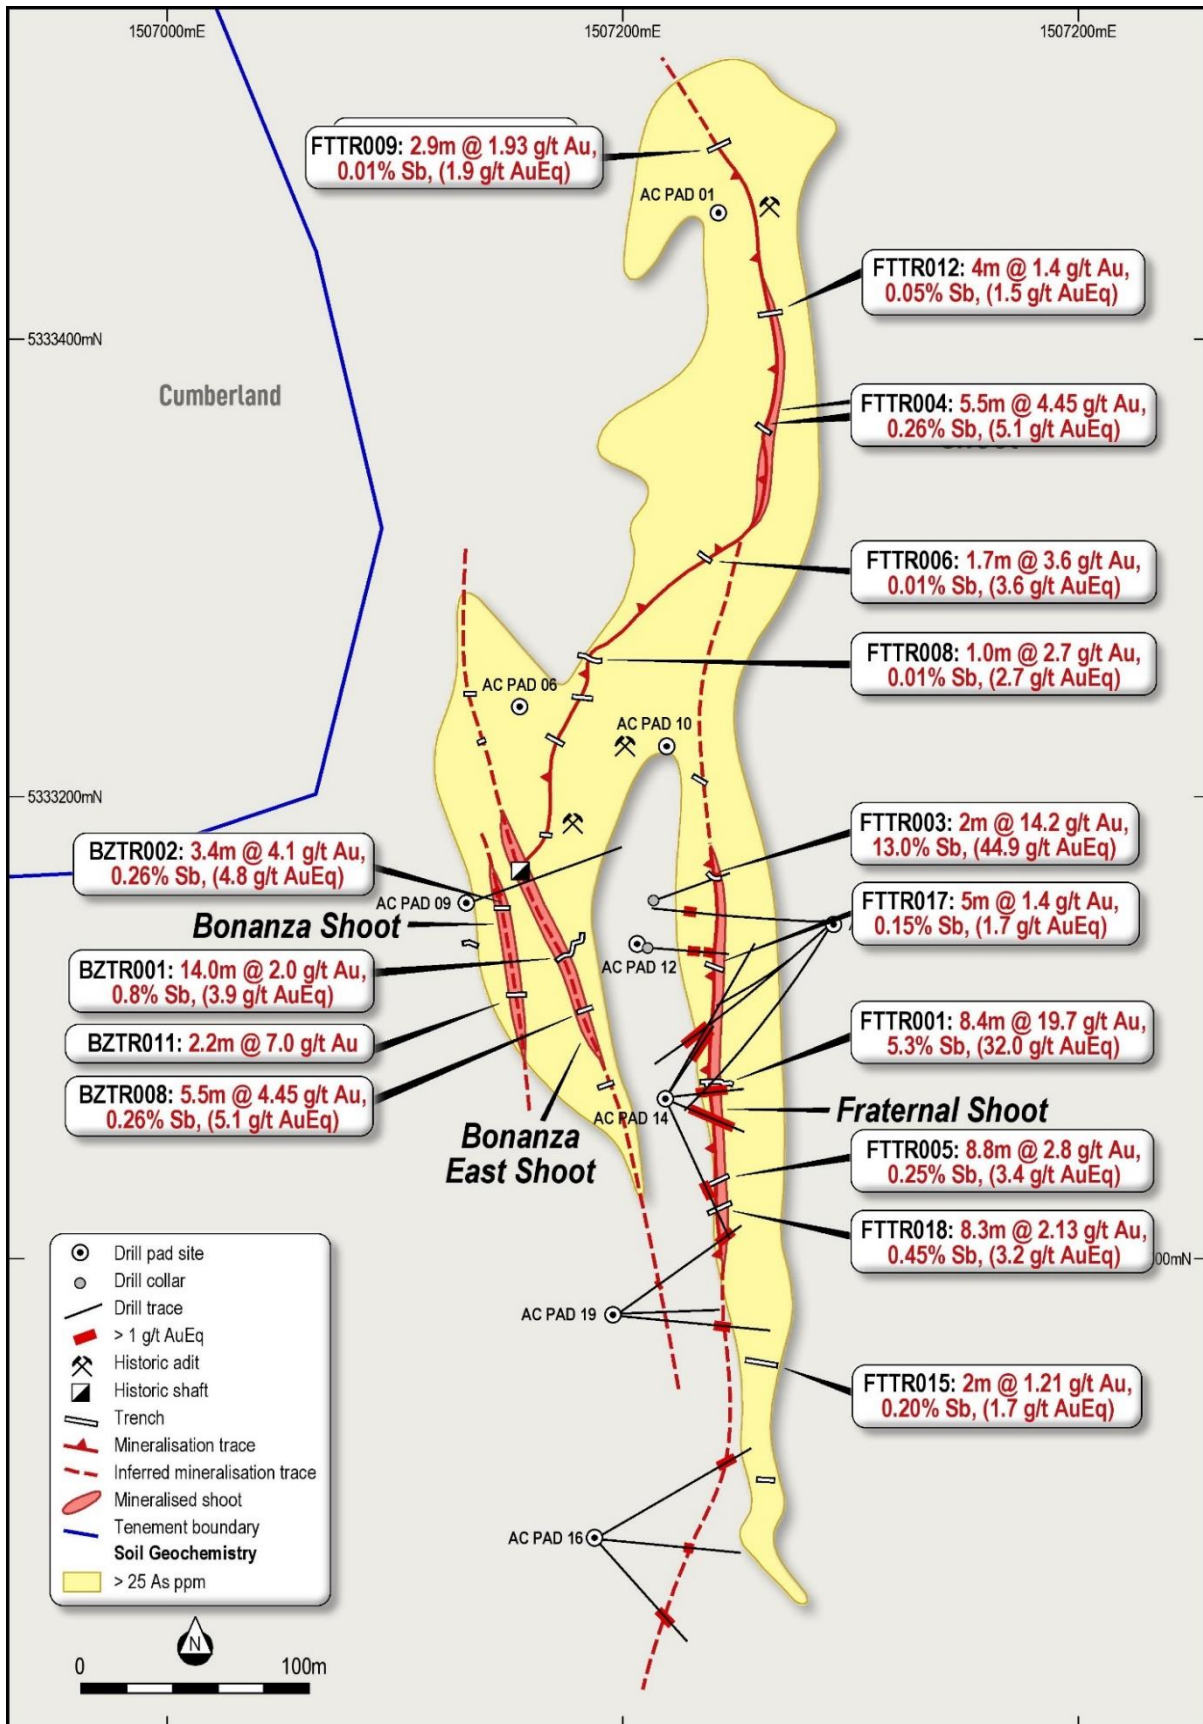 1507000mE
1507200mE
1507200mE
FTTR009: 2.9m @ 1.93 g/t Au,
0.01% Sb, (1.9 g/t AuEq)
AC PAD 01
FTTR012: 4m @ 1.4 g/t Au,
0.05% Sb, (1.5 g/t AuEq)
5333400mN
Cumberland
FTTR004: 5.5m @ 4.45 g/t Au,
0.26% Sb, (5.1 g/t AuEq)
FTTR006: 1.7m @ 3.6 g/t Au,
0.01% Sb, (3.6 g/t AuEq)
FTTR008: 1.0m @ 2.7 g/t Au,
0.01% Sb, (2.7 g/t AuEq)
AC PAD 06
AC PAD 10
5333200mN
FTTR003: 2m @ 14.2 g/t Au,
13.0% Sb, (44.9 g/t AuEq)
BZTR002: 3.4m @ 4.1 g/t Au,
0.26% Sb, (4.8 g/t AuEq)
AC PAD 09
Bonanza Shoot
FTTR017: 5m @ 1.4 g/t Au,
0.15% Sb, (1.7 g/t AuEq)
AC PAD 12
BZTR001: 14.0m @ 2.0 g/t Au,
0.8% Sb, (3.9 g/t AuEq)
FTTR001: 8.4m @ 19.7 g/t Au,
5.3% Sb, (32.0 g/t AuEq)
BZTR011: 2.2m @ 7.0 g/t Au
BZTR008: 5.5m @ 4.45 g/t Au,
0.26% Sb, (5.1 g/t AuEq)
AC PAD 14
Fraternal Shoot
Bonanza
East Shoot
FTTR005: 8.8m @ 2.8 g/t Au,
0.25% Sb, (3.4 g/t AuEq)
FTTR018: 8.3m @ 2.13 g/t Au,
0.45% Sb, (3.2 g/t AuEq)
00mN
AC PAD 19
FTTR015: 2m @ 1.21 g/t Au,
0.20% Sb, (1.7 g/t AuEq)
AC PAD 16
Drill pad site
Drill collar
Drill trace
> 1 g/t AuEq
Historic adit
Historic shaft
Trench
Mineralisation trace
Inferred mineralisation trace
Mineralised shoot
Tenement boundary
Soil Geochemistry
> 25 As ppm
N
0 100m